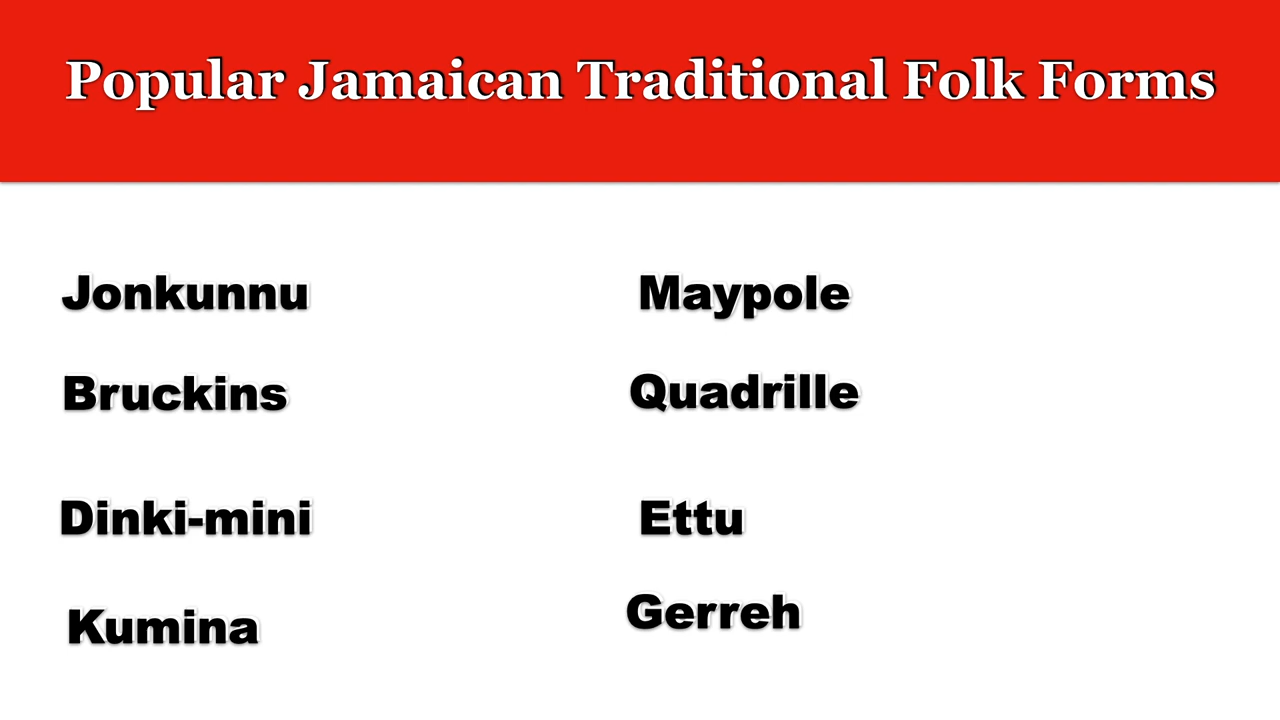 Popular Jamaican Traditional Folk Forms
Jonkunnu
Bruckins
Dinki-mini
Kumina
Maypole
Quadrille
Ettu
Gerreh